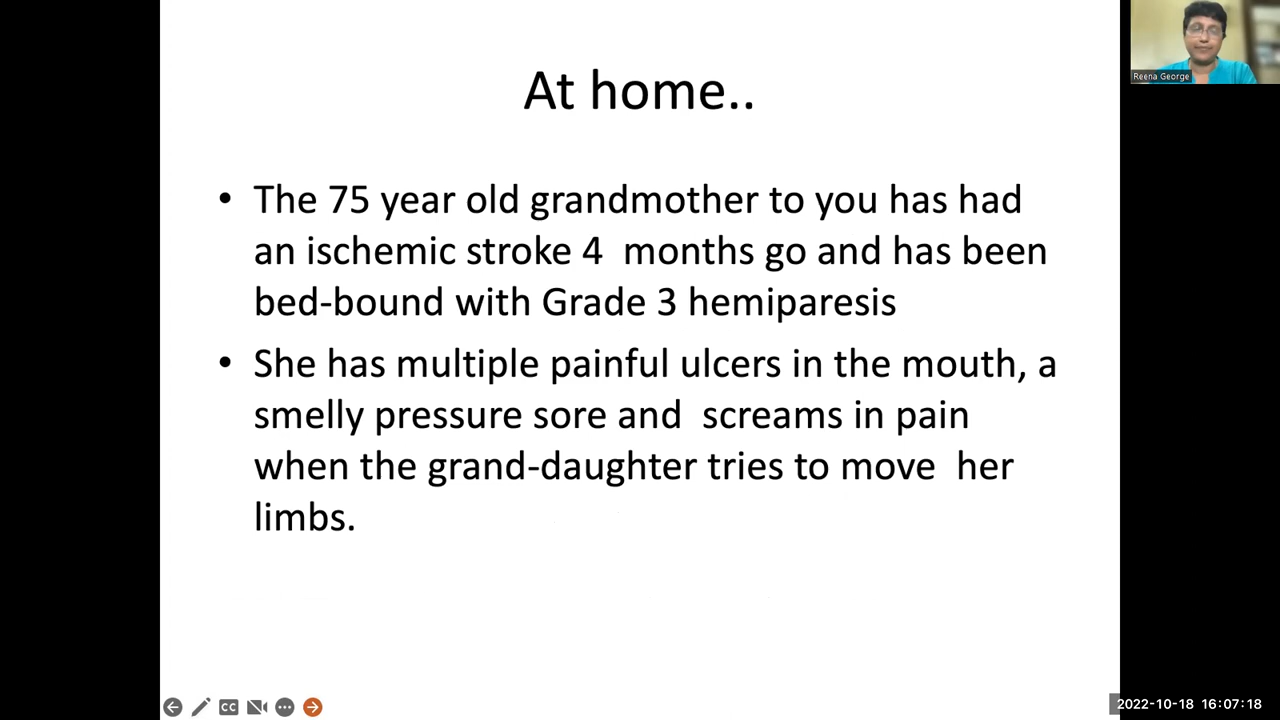 At home..
• The 75 year old grandmother to you has had
an ischemic stroke 4  months go and has been
bed-bound with Grade 3 hemiparesis
• She has multiple painful ulcers in the mouth, a
smelly pressure sore and  screams in pain
when the grand-daughter tries to move  her
limbs.
Reena George
CC
2022-10-18 16:07:18